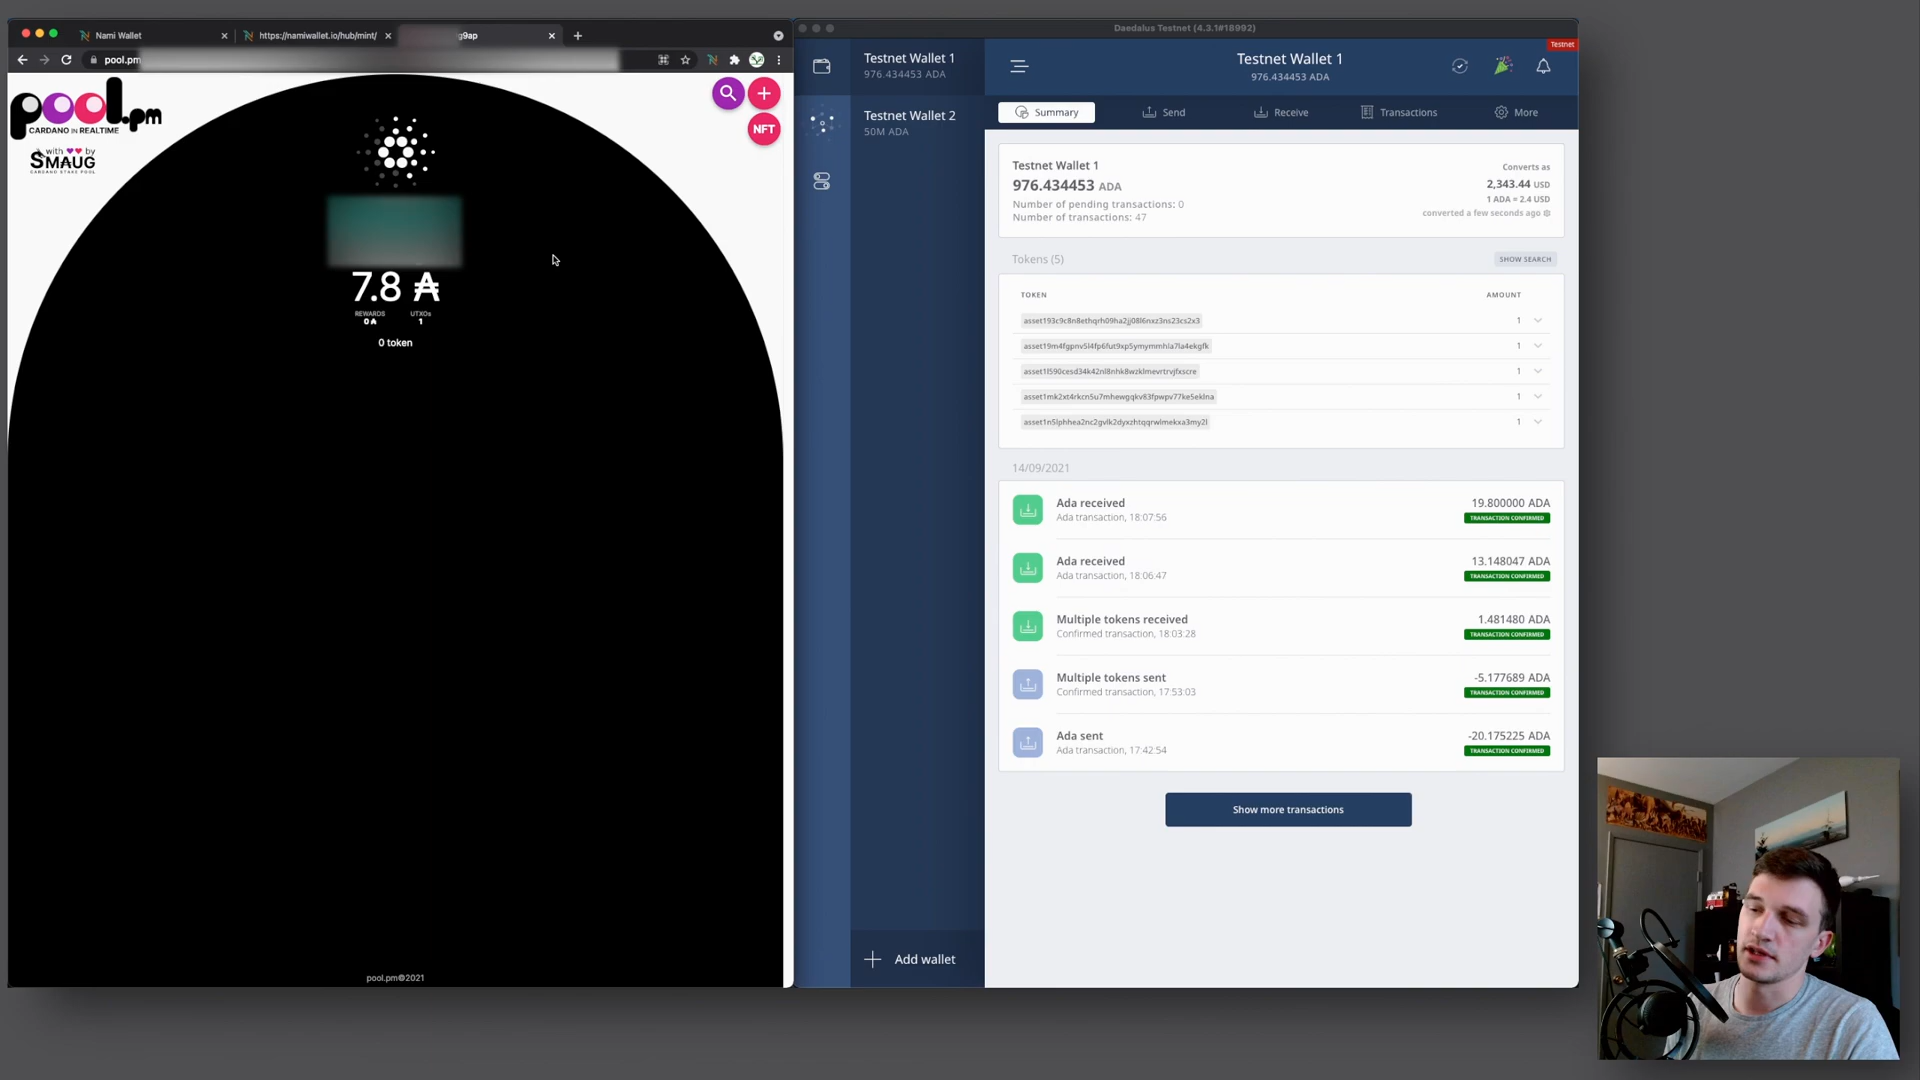 Nami Wallet
https://namiwallet.io/hub/mint/
g9ap
pool.pm
pool.pm
CARDANO IN REALTIME
with by
SMAUG
CARDANO STAKE POOL
NFT
7.8 ₳
REWARDS
0 ₳
UTXOs
1
0 token
pool.pm©2021
Daedalus Testnet (4.3.1#18992)
Testnet
Testnet Wallet 1
976.434453 ADA
Testnet Wallet 2
50M ADA
Add wallet
Testnet Wallet 1
976.434453 ADA
Summary
Send
Receive
Transactions
More
Testnet Wallet 1
976.434453 ADA
Number of pending transactions: 0
Number of transactions: 47
Converts as
2,343.44 USD
1 ADA = 2.4 USD
converted a few seconds ago
Tokens (5)
SHOW SEARCH
TOKEN
AMOUNT
1
1
1
1
1
14/09/2021
Ada received
Ada transaction, 18:07:56
19.800000 ADA
TRANSACTION CONFIRMED
Ada received
Ada transaction, 18:06:47
13.148047 ADA
TRANSACTION CONFIRMED
Multiple tokens received
Confirmed transaction, 18:03:28
1.481480 ADA
TRANSACTION CONFIRMED
Multiple tokens sent
Confirmed transaction, 17:53:03
-5.177689 ADA
TRANSACTION CONFIRMED
Ada sent
Ada transaction, 17:42:54
-20.175225 ADA
TRANSACTION CONFIRMED
Show more transactions